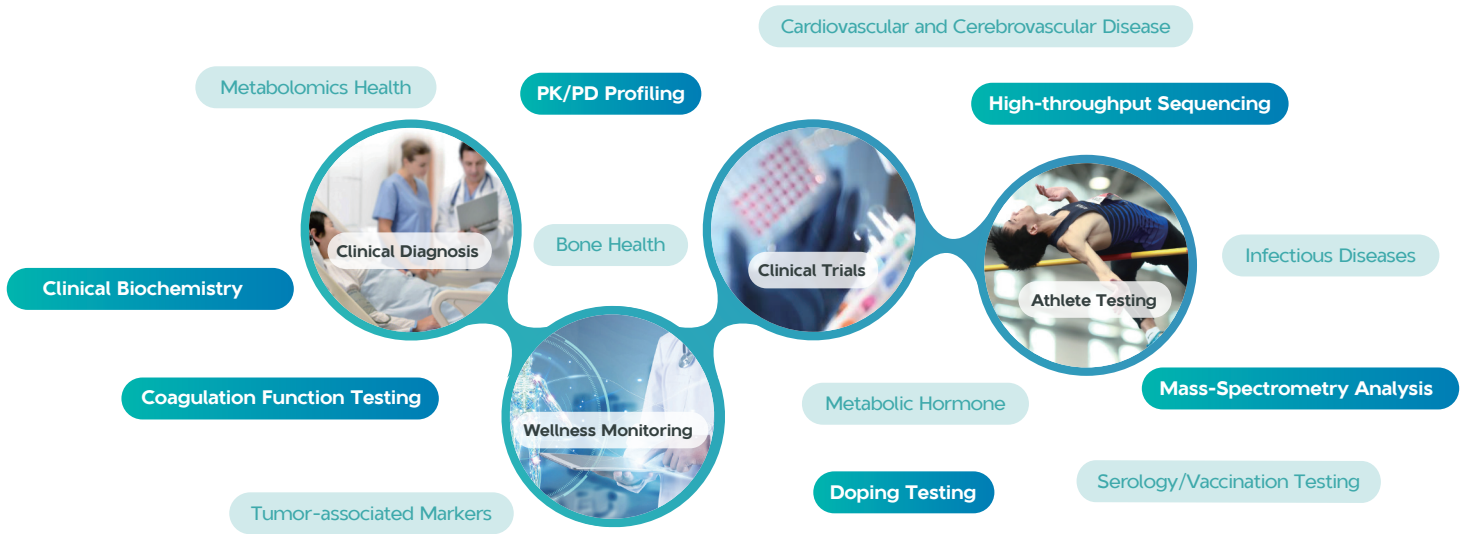 Cardiovascular and Cerebrovascular Disease
Metabolomics Health
PK/PD Profiling
High-throughput Sequencing
Clinical Diagnosis
Bone Health
Clinical Trials
Infectious Diseases
Clinical Biochemistry
Athlete Testing
Coagulation Function Testing
Mass-Spectrometry Analysis
Metabolic Hormone
Wellness Monitoring
Serology/Vaccination Testing
Doping Testing
Tumor-associated Markers